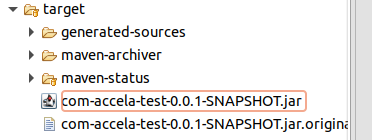 target
generated-sources
maven-archiver
maven-status
com-accela-test-0.0.1-SNAPSHOT.jar
com-accela-test-0.0.1-SNAPSHOT.jar.origina